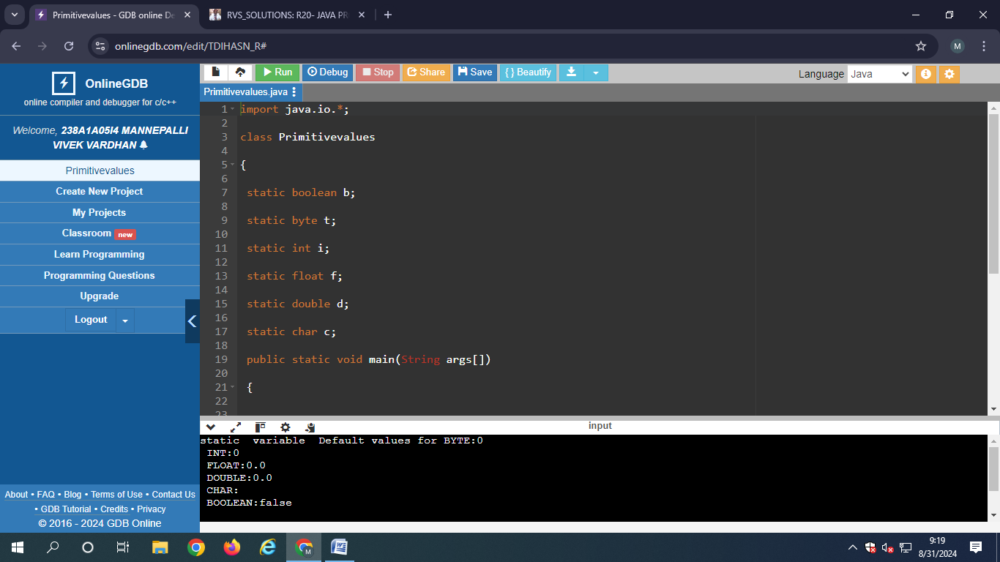 Primitivevalues - GDB online De
RVS_SOLUTIONS: R20- JAVA PR
onlinegdb.com/edit/TDIHASN_R#
M
OnlineGDB
online compiler and debugger for c/c++
Welcome, 238A1A05I4 MANNEPALLI
VIVEK VARDHAN
Primitivevalues
Create New Project
My Projects
Classroom new
Learn Programming
Programming Questions
Upgrade
Logout
About • FAQ • Blog • Terms of Use • Contact Us
• GDB Tutorial • Credits • Privacy
© 2016 - 2024 GDB Online
Run Debug Stop Share Save { } Beautify
Language Java
Primitivevalues.java
1 import java.io.*;
2
3 class Primitivevalues
4
5 {
6
7 static boolean b;
8
9 static byte t;
10
11 static int i;
12
13 static float f;
14
15 static double d;
16
17 static char c;
18
19 public static void main(String args[])
20
21 {
22
23
input
static  variable  Default values for BYTE:0
INT:0
FLOAT:0.0
DOUBLE:0.0
CHAR:
BOOLEAN:false
M
9:19
8/31/2024